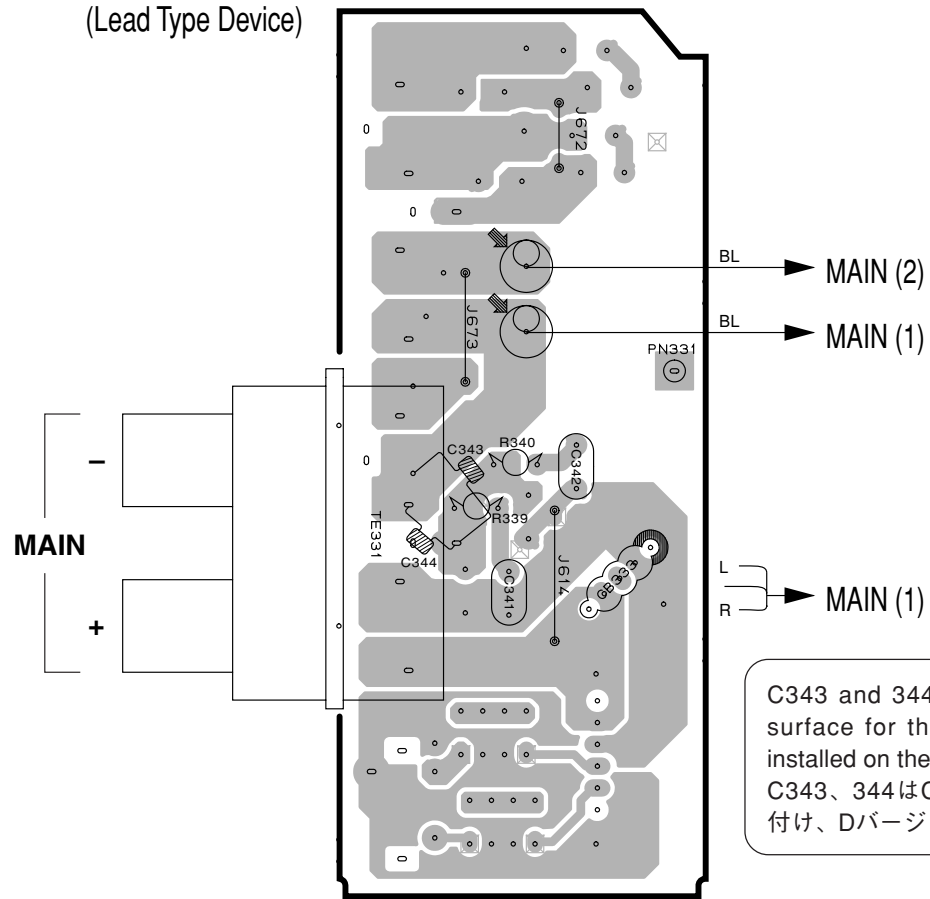 (Lead Type Device)
J672
BL
MAIN (2)
BL
MAIN (1)
J673
PN331
C343
R340
C342
–
MAIN
+
TE331
R339
C344
C341
J614
L
R
MAIN (1)
C343 and 344
surface for th
installed on the
C343、344は
付け、Dバージ